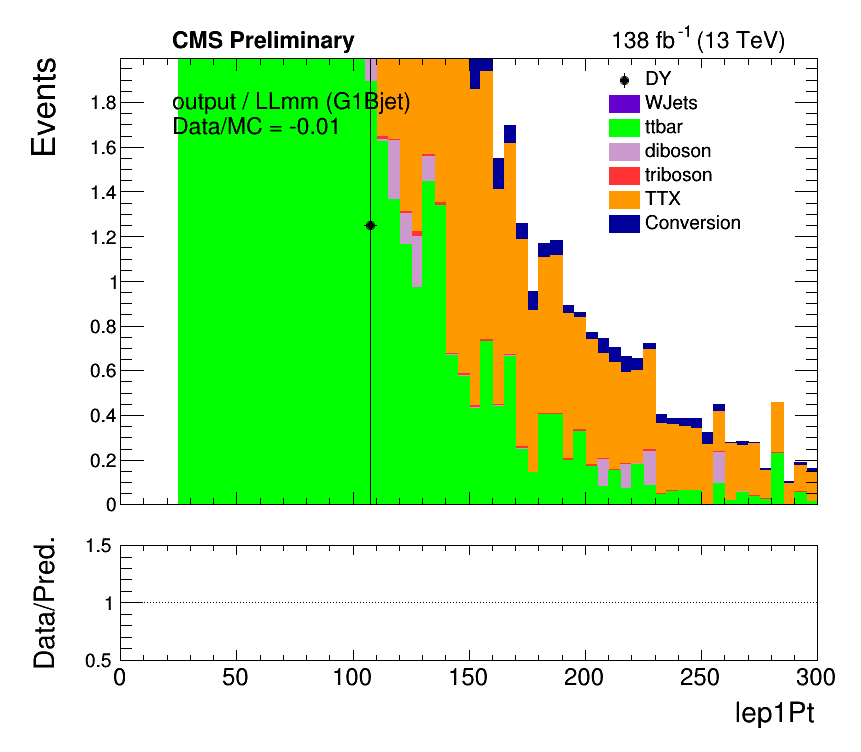 CMS Preliminary
138 fb-1 (13 TeV)
Events
output / LLmm (G1Bjet)
Data/MC = -0.01
DY
WJets
ttbar
diboson
triboson
TTX
Conversion
1.8
1.6
1.4
1.2
1
0.8
0.6
0.4
0.2
0
Data/Pred.
1.5
1
0.5
0 50 100 150 200 250 300
lep1Pt